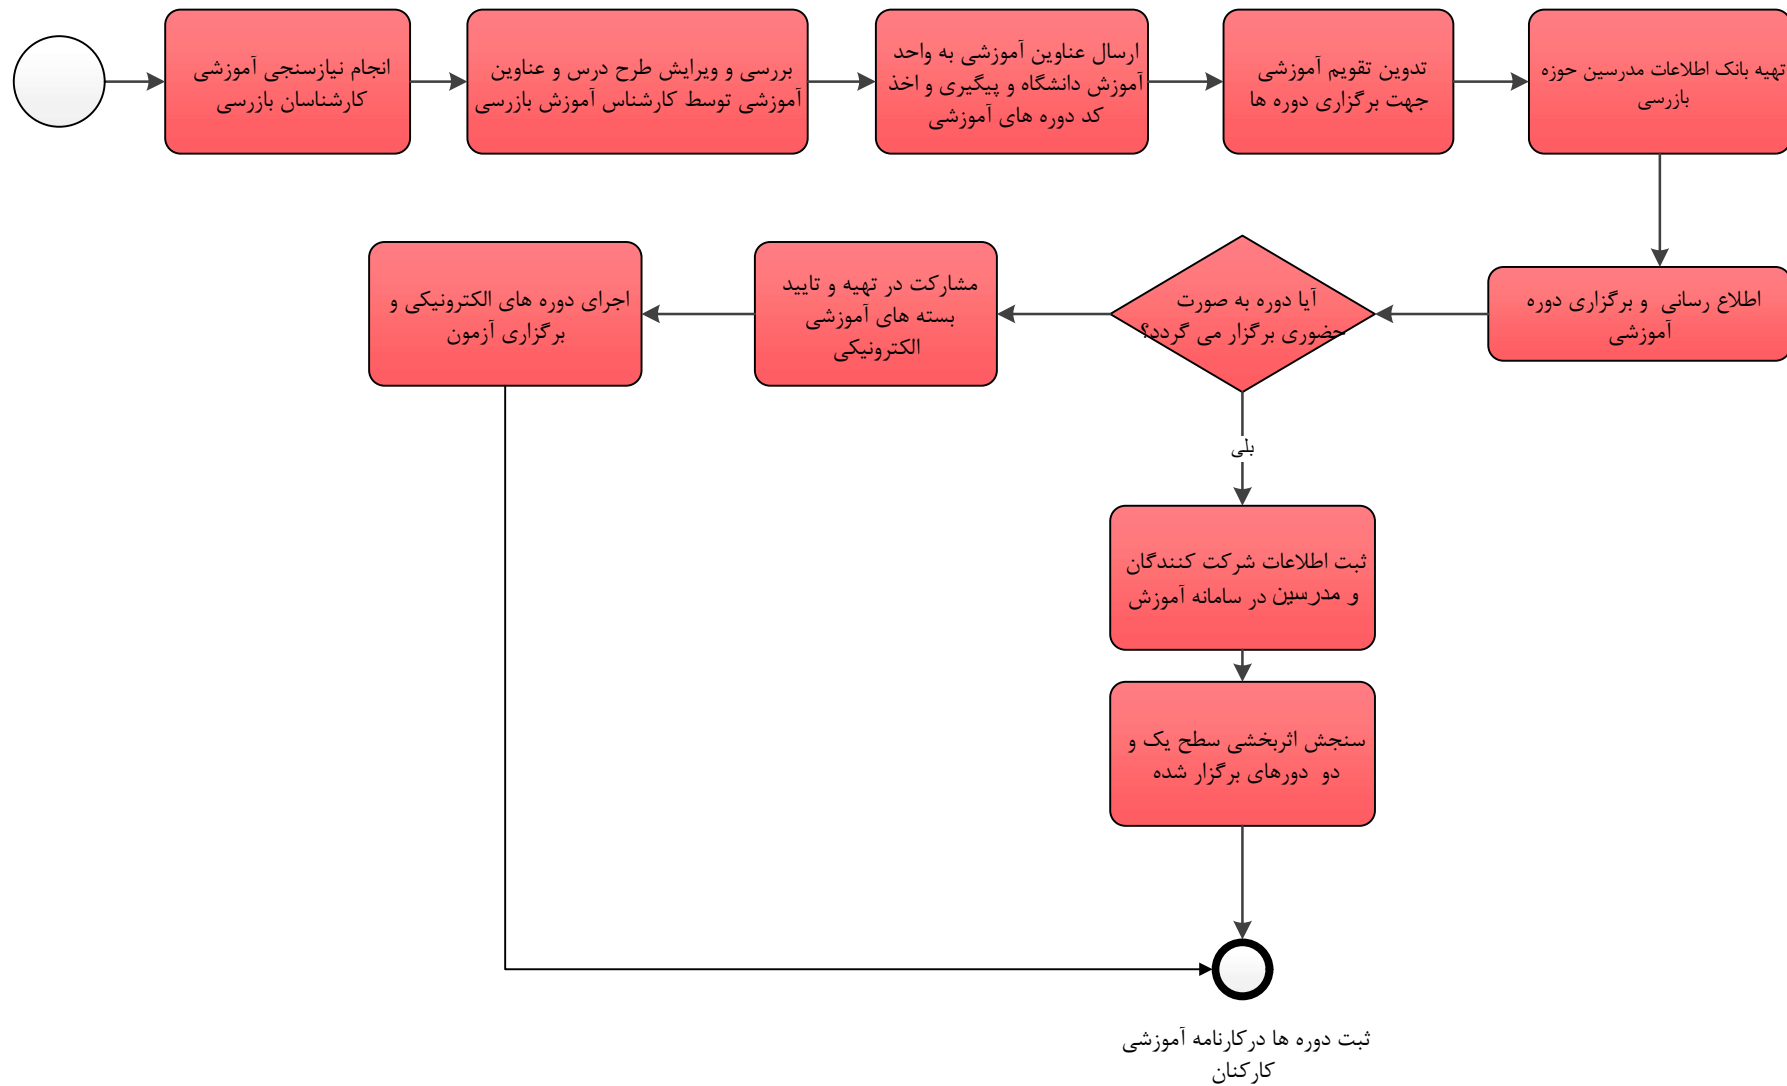 انجام نیازسنجی آموزشی
کارشناسان بازرسی
بررسی و ویرایش طرح درس و عناوین
آموزشی توسط کارشناس آموزش بازرسی
ارسال عناوین آموزشی به واحد
آموزش دانشگاه و پیگیری و اخذ
کد دوره های آموزشی
تدوین تقویم آموزشی
جهت برگزاری دوره ها
تهیه بانک اطلاعات مدرسین حوزه
بازرسی
اطلاع رسانی و برگزاری دوره
آموزشی
آیا دوره به صورت
حضوری برگزار می گردد؟
مشارکت در تهیه و تایید
بسته های آموزشی
الکترونیکی
اجرای دوره های الکترونیکی و
برگزاری آزمون
بلی
ثبت اطلاعات شرکت کنندگان
و مدرسین در سامانه آموزش
سنجش اثربخشی سطح یک و
دو دورهای برگزار شده
ثبت دوره ها درکارنامه آموزشی
کارکنان